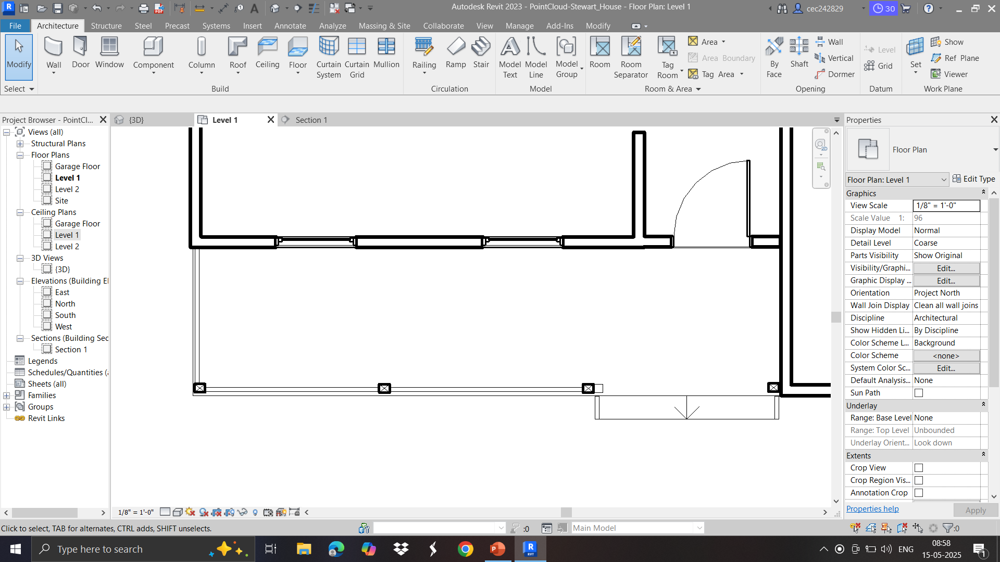 Autodesk Revit 2023 - PointCloud-Stewart_House - Floor Plan: Level 1
cec242829
30
File
Architecture
Structure
Steel
Precast
Systems
Insert
Annotate
Analyze
Massing & Site
Collaborate
View
Manage
Add-Ins
Modify
Modify
Wall
Door
Window
Component
Column
Roof
Ceiling
Floor
Curtain System
Curtain Grid
Mullion
Railing
Ramp
Stair
Model Text
Model Line
Model Group
Room
Room Separator
Tag Room
Area
Area Boundary
Tag Area
By Face
Shaft
Wall
Vertical
Dormer
Level
Grid
Set
Show
Ref Plane
Viewer
Select
Build
Circulation
Model
Room & Area
Opening
Datum
Work Plane
Project Browser - PointCl...
Views (all)
Structural Plans
Floor Plans
Garage Floor
Level 1
Level 2
Site
Ceiling Plans
Garage Floor
Level 1
Level 2
3D Views
{3D}
Elevations (Building El
East
North
South
West
Sections (Building Sec
Section 1
Legends
Schedules/Quantities (a
Sheets (all)
Families
Groups
Revit Links
{3D}
Level 1
Section 1
2D
Properties
Floor Plan
Floor Plan: Level 1
Edit Type
Graphics
View Scale 1/8" = 1'-0"
Scale Value 1: 96
Display Model Normal
Detail Level Coarse
Parts Visibility Show Original
Visibility/Graphi... Edit...
Graphic Display ... Edit...
Orientation Project North
Wall Join Display Clean all wall joins
Discipline Architectural
Show Hidden Li... By Discipline
Color Scheme L... Background
Color Scheme <none>
System Color Sc... Edit...
Default Analysis... None
Sun Path
Underlay
Range: Base Level None
Range: Top Level Unbounded
Underlay Orient... Look down
Extents
Crop View
Crop Region Vis...
Annotation Crop
Properties help
Apply
1/8" = 1'-0"
Click to select, TAB for alternates, CTRL adds, SHIFT unselects.
:0
Main Model
:0
Type here to search
ENG
08:58
15-05-2025
1